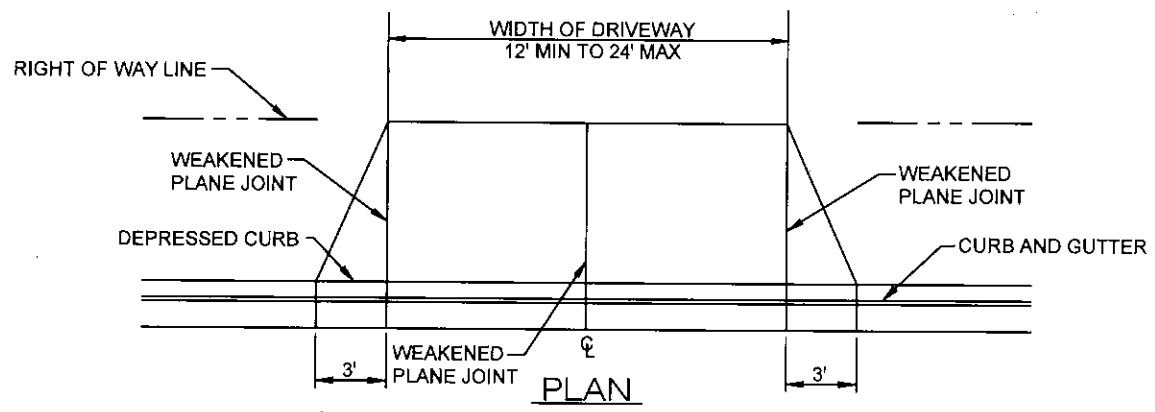 WIDTH OF DRIVEWAY
12' MIN TO 24' MAX
RIGHT OF WAY LINE
WEAKENED
PLANE JOINT
WEAKENED
PLANE JOINT
DEPRESSED CURB
CURB AND GUTTER
WEAKENED
PLANE JOINT
℄
3'
3'
PLAN